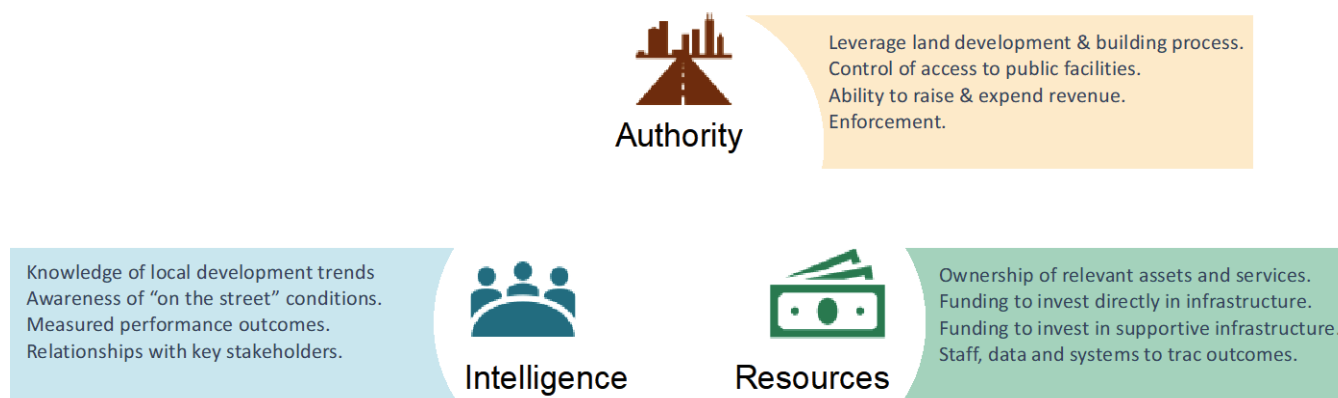 Leverage land development & building process.
Control of access to public facilities.
Ability to raise & expend revenue.
Enforcement.
Authority
Knowledge of local development trends
Awareness of “on the street” conditions.
Measured performance outcomes.
Relationships with key stakeholders.
Intelligence
Resources
Ownership of relevant assets and services.
Funding to invest directly in infrastructure.
Funding to invest in supportive infrastructure.
Staff, data and systems to trac outcomes.